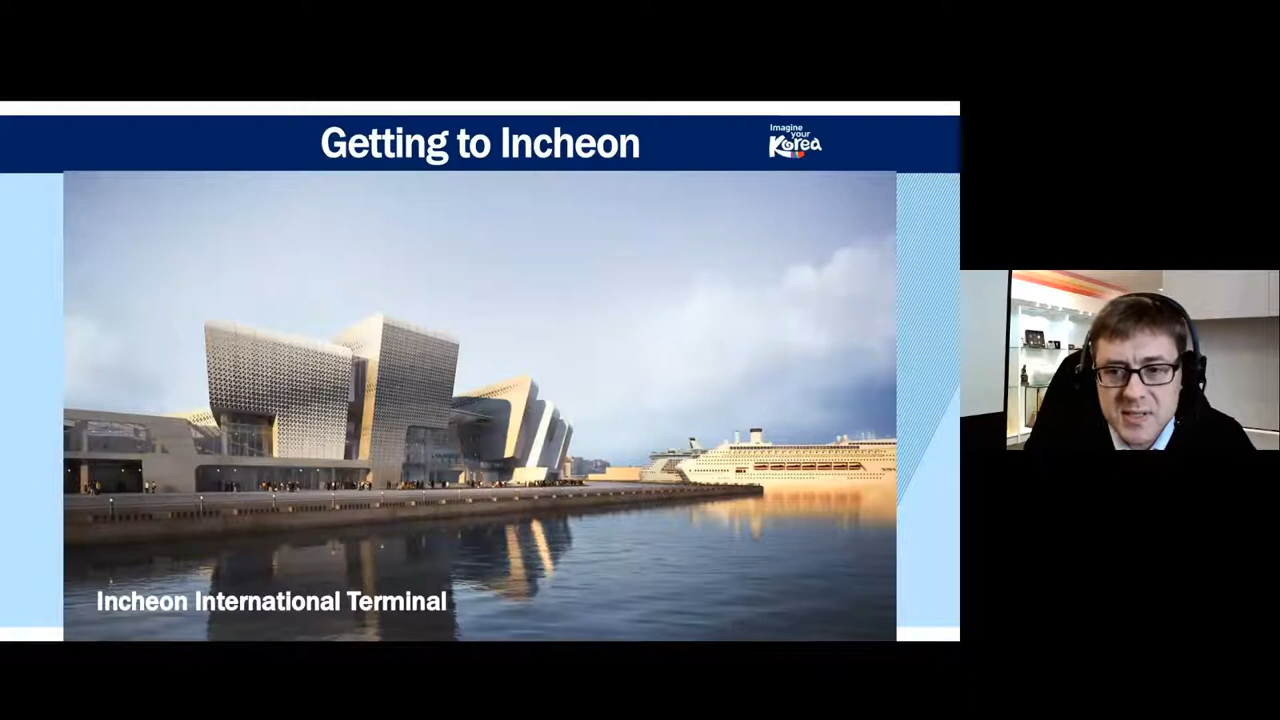 Getting to Incheon
Imagine
your
Korea
Incheon International Terminal